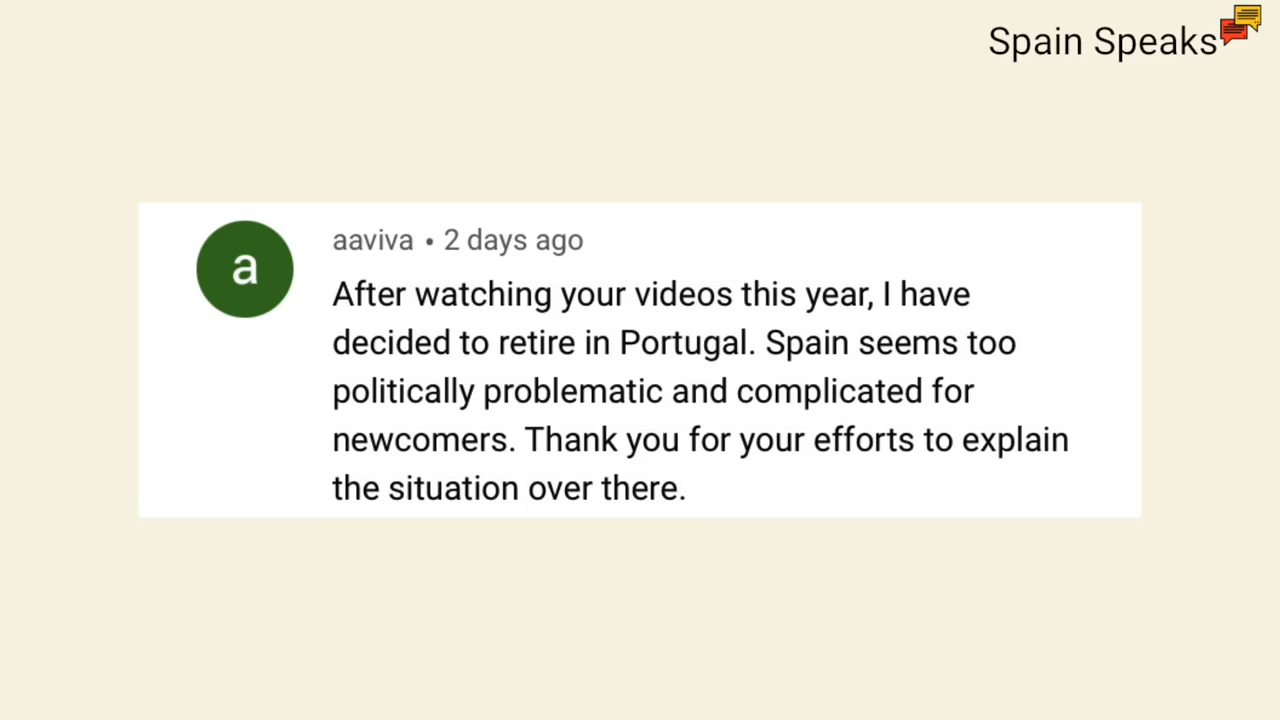 Spain Speaks
a
aaviva • 2 days ago
After watching your videos this year, I have
decided to retire in Portugal. Spain seems too
politically problematic and complicated for
newcomers. Thank you for your efforts to explain
the situation over there.